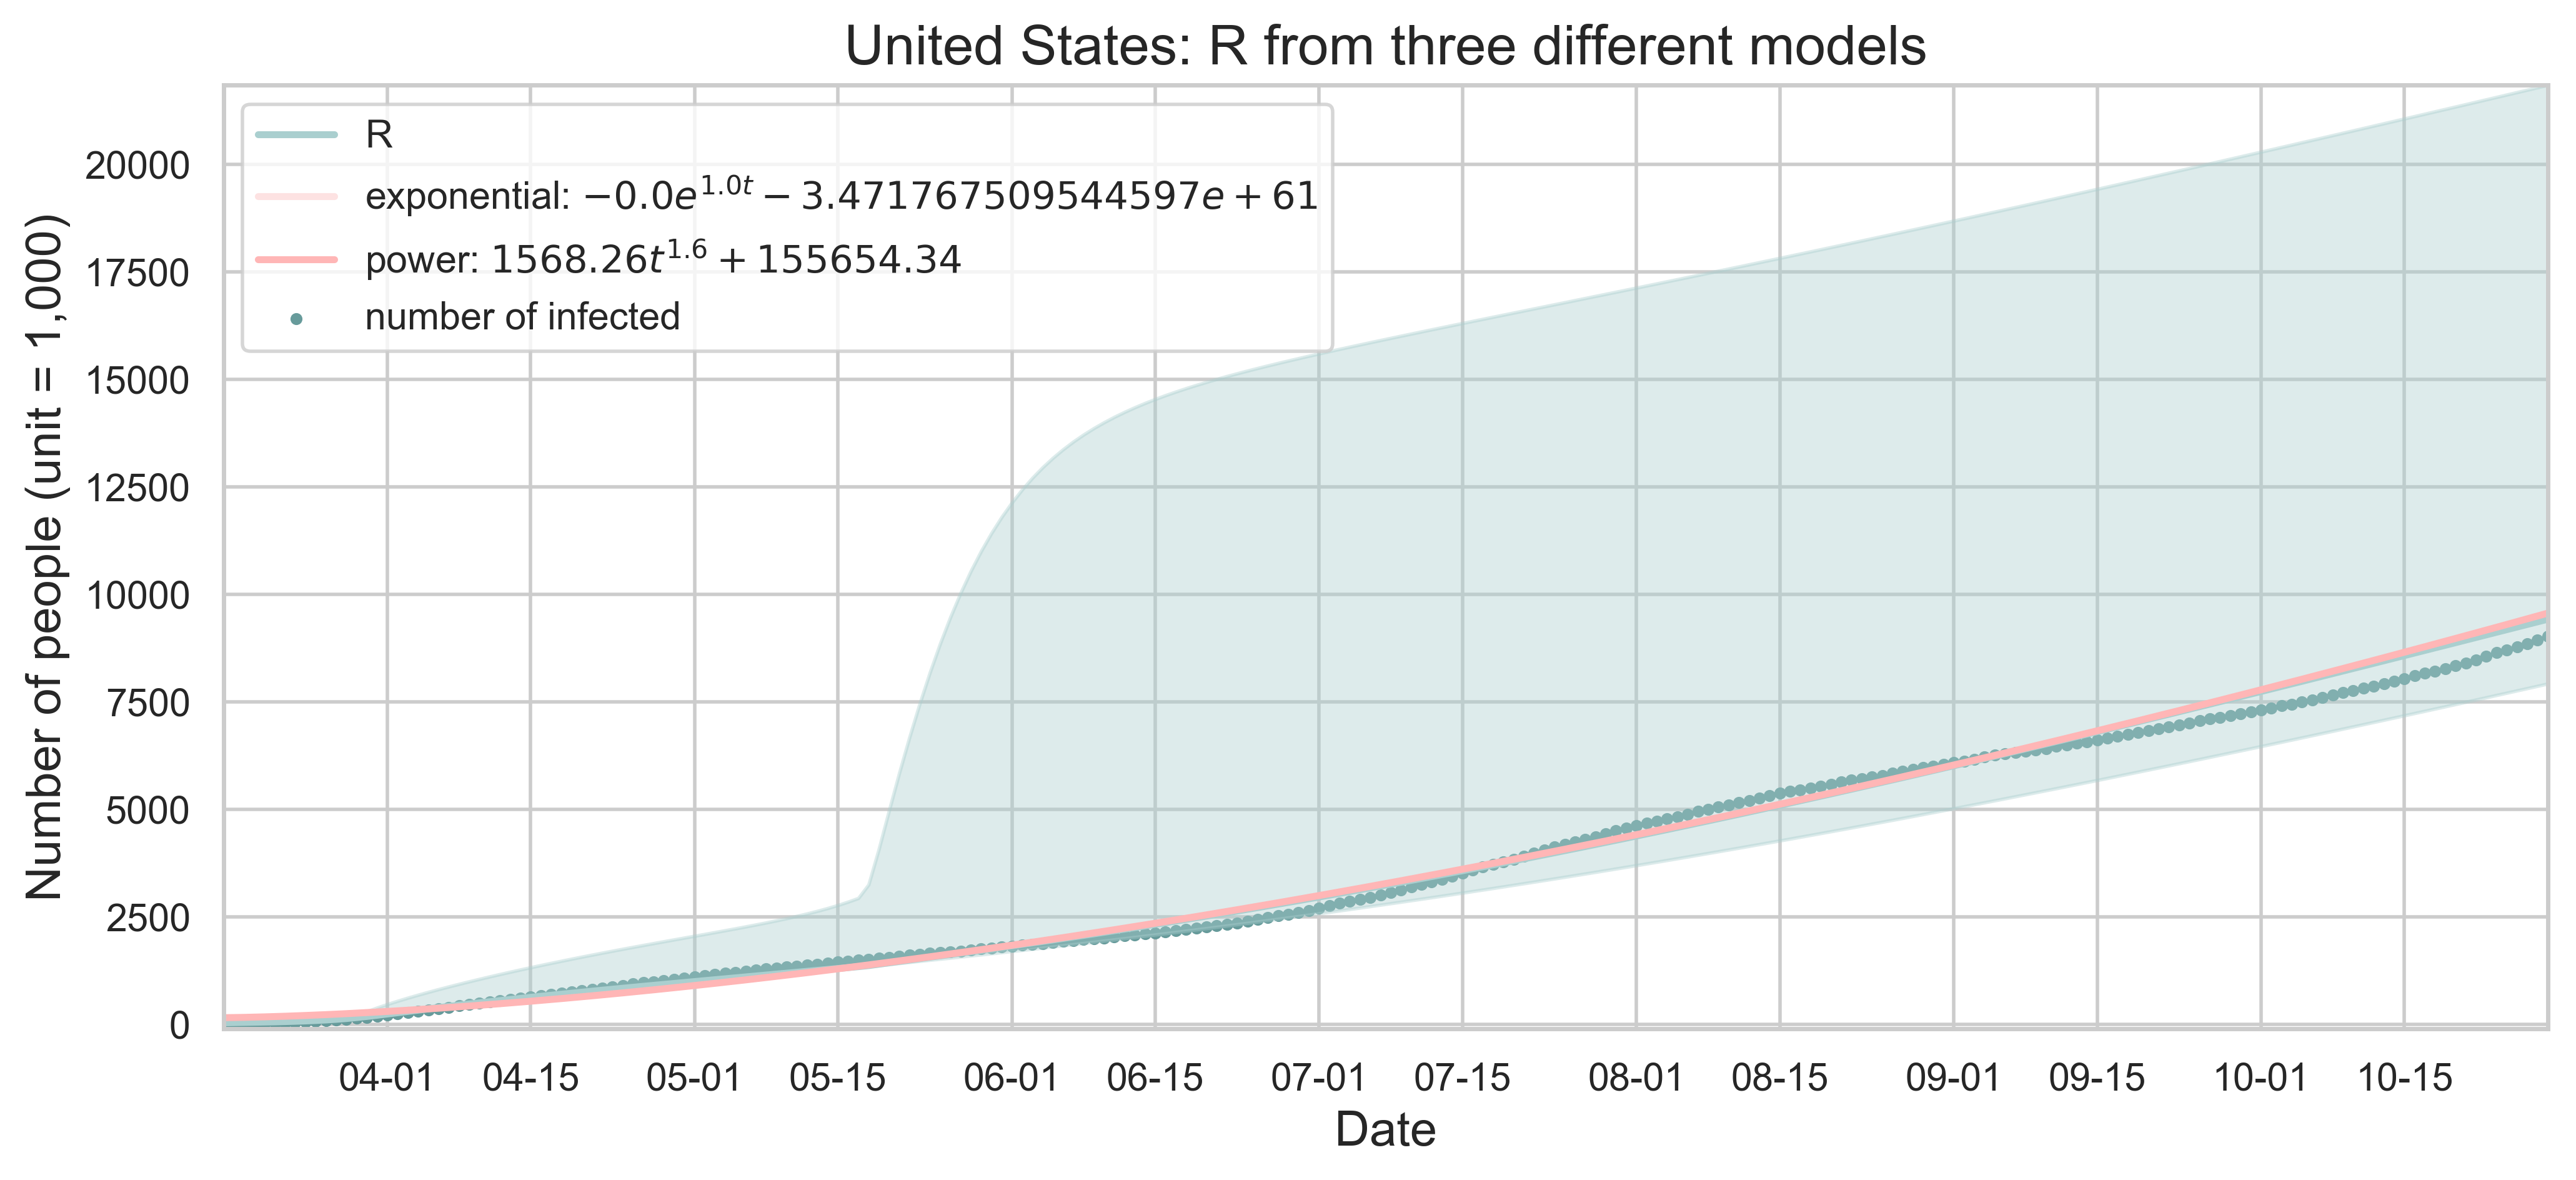 United States: R from three different models
R
exponential: −0.0e^1.0t − 3.4717675095445​97e + 61
power: 1568.26t^1.6 + 155654.34
number of infected
Number of people (unit = 1,000)
20000
17500
15000
12500
10000
7500
5000
2500
0
04-01 04-15 05-01 05-15 06-01 06-15 07-01 07-15 08-01 08-15 09-01 09-15 10-01 10-15
Date